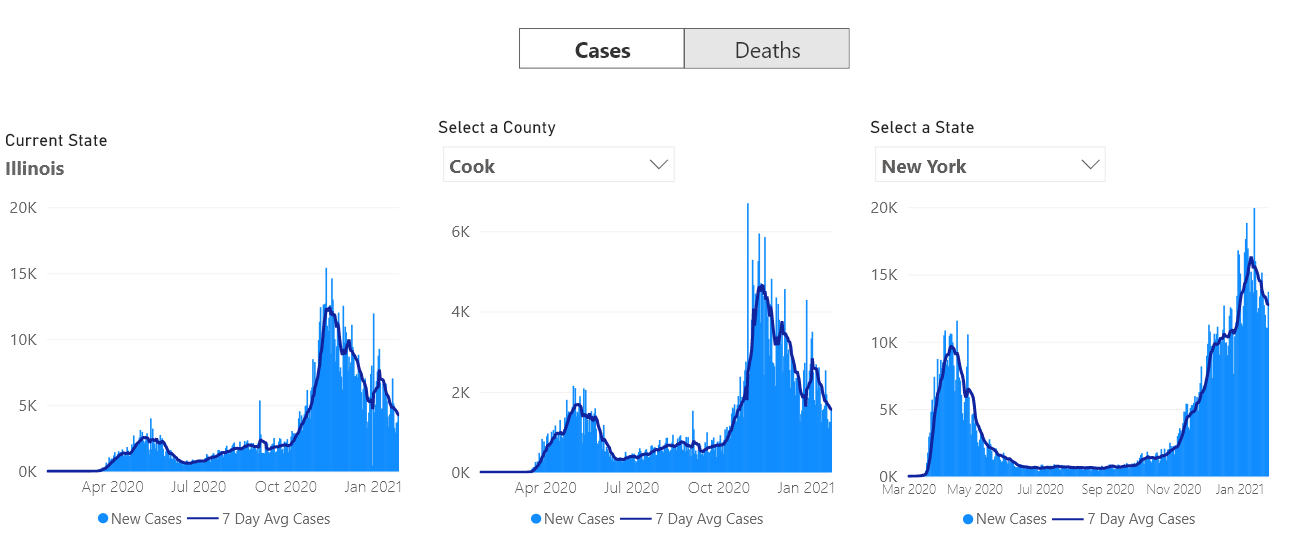 Cases Deaths
Current State
Illinois
20K
15K
10K
5K
0K
Apr 2020 Jul 2020 Oct 2020 Jan 2021
New Cases 7 Day Avg Cases
Select a County
Cook
6K
4K
2K
0K
Apr 2020 Jul 2020 Oct 2020 Jan 2021
New Cases 7 Day Avg Cases
Select a State
New York
20K
15K
10K
5K
0K
Mar 2020 May 2020 Jul 2020 Sep 2020 Nov 2020 Jan 2021
New Cases 7 Day Avg Cases